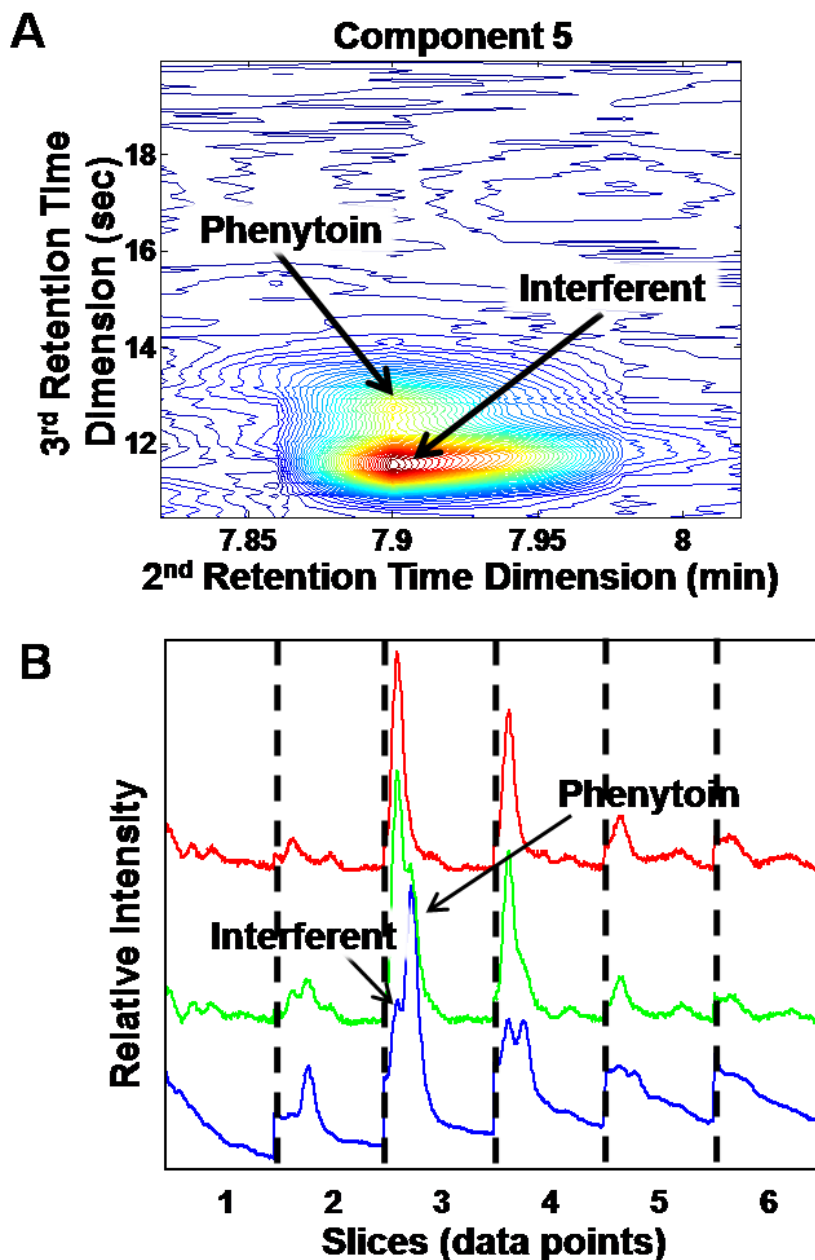 A
Component 5
3rd Retention Time
Dimension (sec)
18
16
14
12
Phenytoin
Interferent
7.85 7.9 7.95 8
2nd Retention Time Dimension (min)
B
Relative Intensity
Phenytoin
Interferent
1 2 3 4 5 6
Slices (data points)